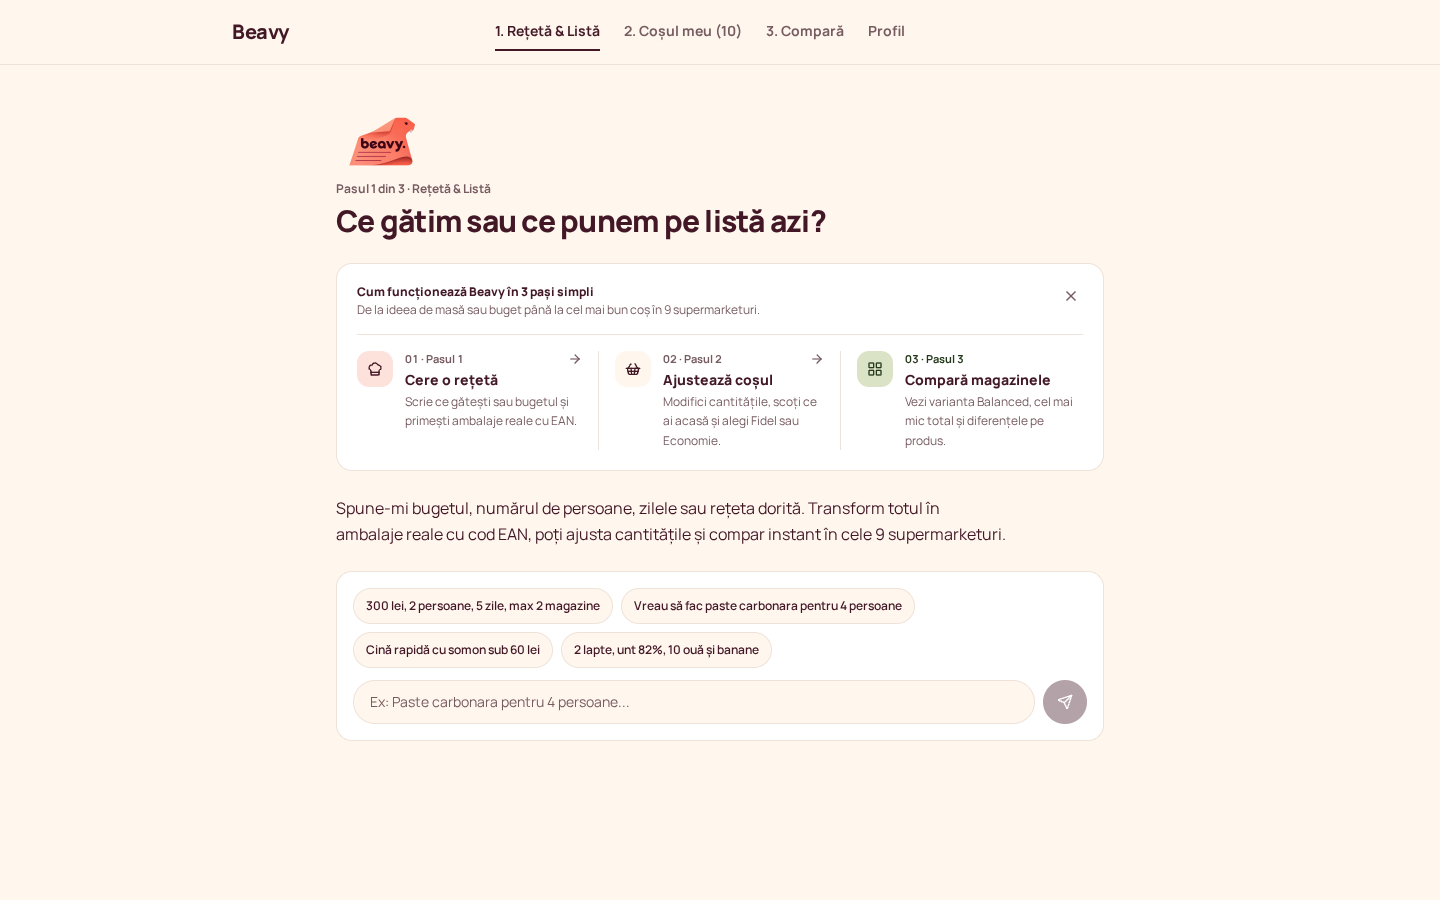 Beavy
1. Rețetă & Listă
2. Coșul meu (10)
3. Compară
Profil
beavy.
Pasul 1 din 3 · Rețetă & Listă
Ce gătim sau ce punem pe listă azi?
Cum funcționează Beavy în 3 pași simpli
De la ideea de masă sau buget până la cel mai bun coș în 9 supermarketuri.
01 · Pasul 1
Cere o rețetă
Scrie ce gătești sau bugetul și
primești ambalaje reale cu EAN.
02 · Pasul 2
Ajustează coșul
Modifici cantitățile, scoți ce
ai acasă și alegi Fidel sau
Economie.
03 · Pasul 3
Compară magazinele
Vezi varianta Balanced, cel mai
mic total și diferențele pe
produs.
Spune-mi bugetul, numărul de persoane, zilele sau rețeta dorită. Transform totul în
ambalaje reale cu cod EAN, poți ajusta cantitățile și compar instant în cele 9 supermarketuri.
300 lei, 2 persoane, 5 zile, max 2 magazine
Vreau să fac paste carbonara pentru 4 persoane
Cină rapidă cu somon sub 60 lei
2 lapte, unt 82%, 10 ouă și banane
Ex: Paste carbonara pentru 4 persoane...